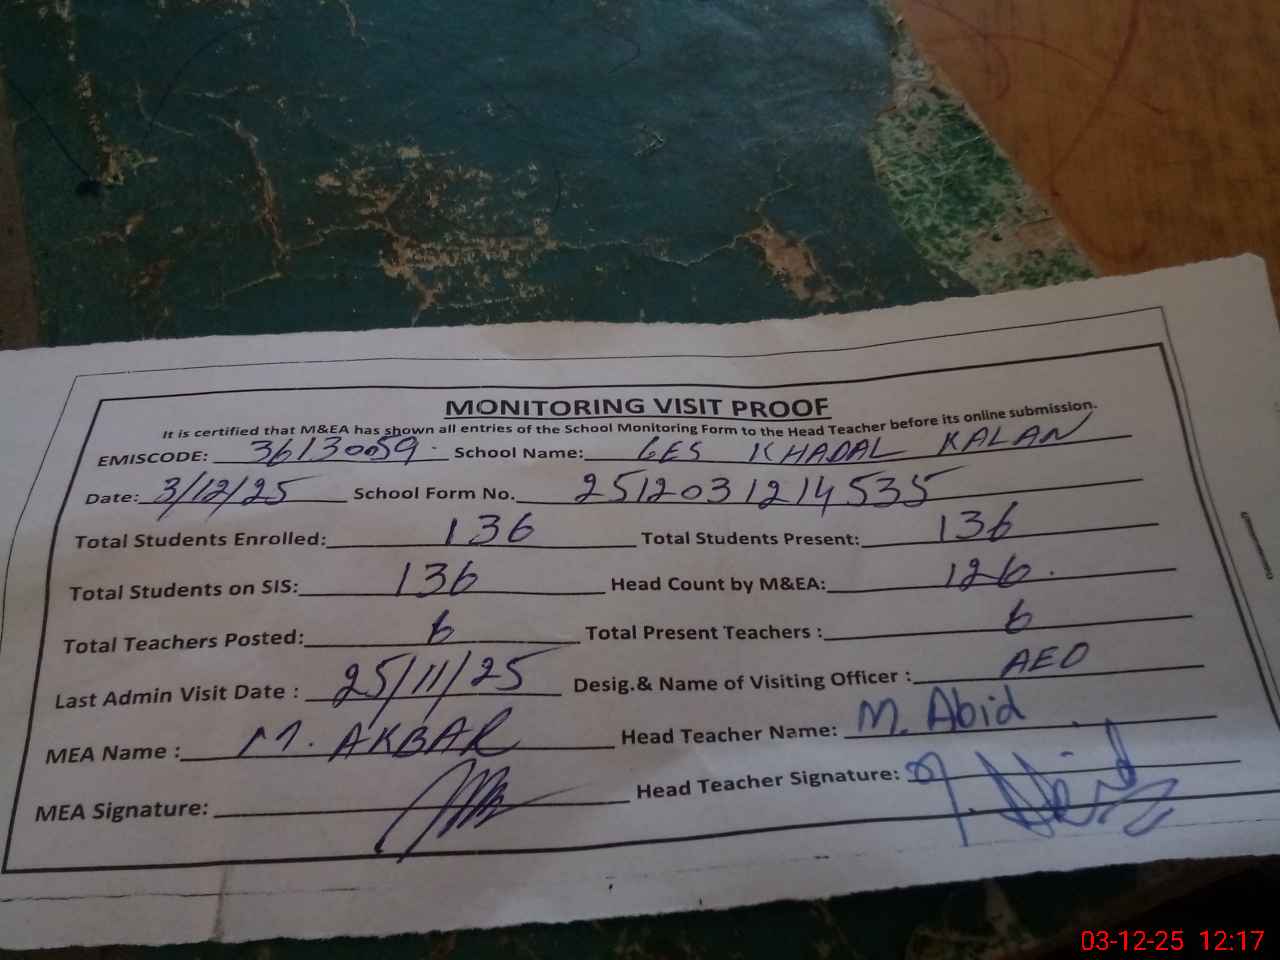 MONITORING VISIT PROOF
It is certified that M&EA has shown all entries of the School Monitoring Form to the Head Teacher before its online submission.
EMISCODE: 36130059 School Name: GES KHADAL KALAN
Date: 3/12/25 School Form No. 2512031214535
Total Students Enrolled: 136 Total Students Present: 136
Total Students on SIS: 136 Head Count by M&EA: 126.
Total Teachers Posted: 6 Total Present Teachers : 6
Last Admin Visit Date : 25/11/25 Desig.& Name of Visiting Officer : AEO
MEA Name : M. AKBAR Head Teacher Name: M. Abid
MEA Signature: Head Teacher Signature: M. Abid
03-12-25 12:17